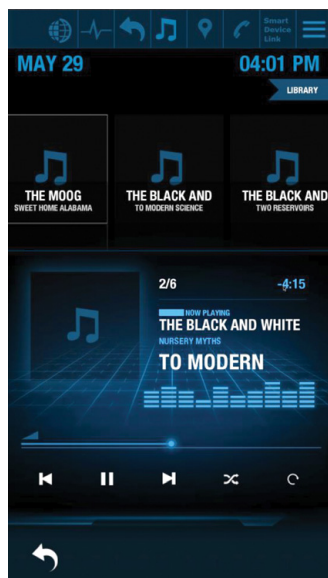 Smart
Device
Link
MAY 29 04:01 PM
LIBRARY
THE MOOG
SWEET HOME ALABAMA
THE BLACK AND
TO MODERN SCIENCE
THE BLACK AND
TWO RESERVOIRS
2/6 -4:15
NOW PLAYING
THE BLACK AND WHITE
NURSERY MYTHS
TO MODERN